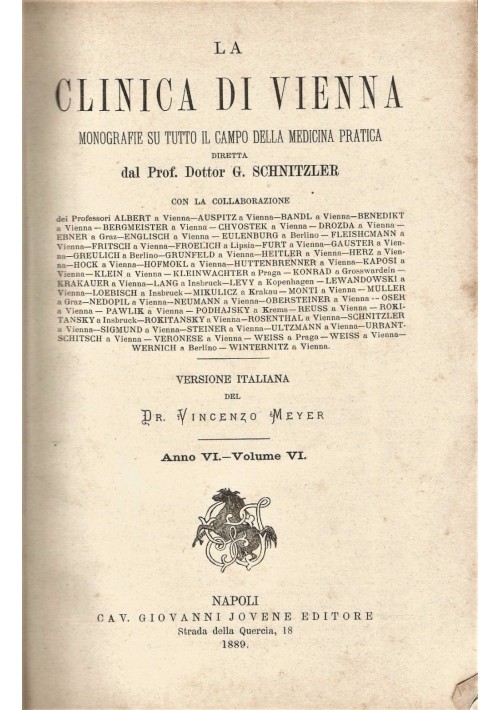 LA
CLINICA DI VIENNA
MONOGRAFIE SU TUTTO IL CAMPO DELLA MEDICINA PRATICA
DIRETTA
dal Prof. Dottor G. SCHNITZLER
CON LA COLLABORAZIONE
dei Professori ALBERT a Vienna—AUSPITZ a Vienna—BANDL a Vienna—BENEDIKT
a Vienna — BERGMEISTER a Vienna — CHVOSTEK a Vienna — DROZDA a Vienna —
EBNER a Graz—ENGLISCH a Vienna — EULENBURG a Berlino — FLEISHCMANN a
Vienna—FRITSCH a Vienna—FROELICH a Lipsia—FURT a Vienna—GAUSTER a Vien-
na—GREULICH a Berlino—GRUNFELD a Vienna—HEITLER a Vienna—HERZ a Vien-
na—HOCK a Vienna—HOFMOKL a Vienna—HUTTENBRENNER a Vienna—KAPOSI a
Vienna — KLEIN a Vienna — KLEINWACHTER a Praga — KONRAD a Grosswardein —
KRAKAUER a Vienna—LANG a Insbruck—LEVY a Kopenhagen — LEWANDOWSKI a
Vienna—LOEBISCH a Insbruck —MIKULICZ a Krakau — MONTI a Vienna — MULLER
a Graz—NEDOPIL a Vienna—NEUMANN a Vienna—OBERSTEINER a Vienna -- OSER
a Vienna — PAWLIK a Vienna — PODHAJSKY a Krems — REUSS a Vienna — ROKI-
TANSKY a Insbruck—ROKITANSKY a Vienna—ROSENTHAL a Vienna—SCHNITZLER
a Vienna—SIGMUND a Vienna—STEINER a Vienna—ULTZMANN a Vienna—URBANT-
SCHITSCH a Vienna — VERONESE a Vienna — WEISS a Praga — WEISS a Vienna—
WERNICH a Berlino — WINTERNITZ a Vienna.
VERSIONE ITALIANA
DEL
DR. VINCENZO MEYER
Anno VI.—Volume VI.
NAPOLI
CAV. GIOVANNI JOVENE EDITORE
Strada della Quercia, 18
1889.